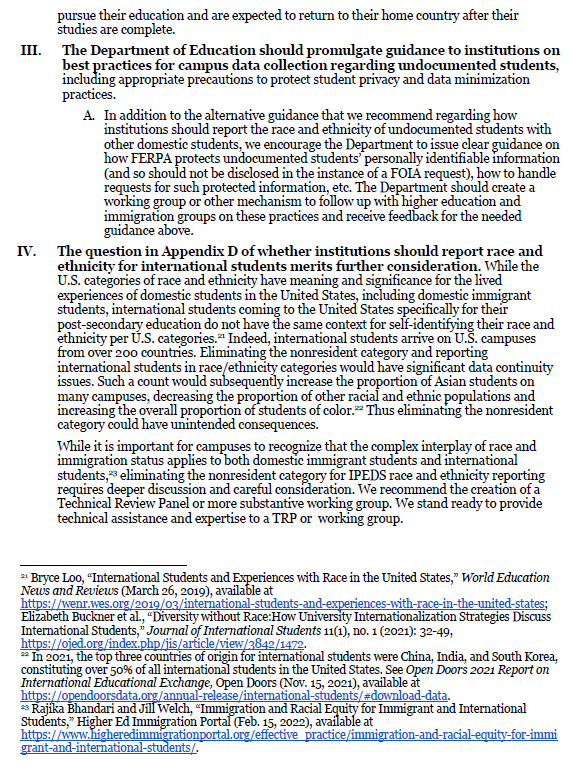 pursue their education and are expected to return to their home country after their
studies are complete.
III. The Department of Education should promulgate guidance to institutions on
best practices for campus data collection regarding undocumented students,
including appropriate precautions to protect student privacy and data minimization
practices.
A. In addition to the alternative guidance that we recommend regarding how
institutions should report the race and ethnicity of undocumented students with
other domestic students, we encourage the Department to issue clear guidance on
how FERPA protects undocumented students' personally identifiable information
(and so should not be disclosed in the instance of a FOIA request), how to handle
requests for such protected information, etc. The Department should create a
working group or other mechanism to follow up with higher education and
immigration groups on these practices and receive feedback for the needed
guidance above.
IV. The question in Appendix D of whether institutions should report race and
ethnicity for international students merits further consideration. While the
U.S. categories of race and ethnicity have meaning and significance for the lived
experiences of domestic students in the United States, including domestic immigrant
students, international students coming to the United States specifically for their
post-secondary education do not have the same context for self-identifying their race and
ethnicity per U.S. categories.²¹ Indeed, international students arrive on U.S. campuses
from over 200 countries. Eliminating the nonresident category and reporting
international students in race/ethnicity categories would have significant data continuity
issues. Such a count would subsequently increase the proportion of Asian students on
many campuses, decreasing the proportion of other racial and ethnic populations and
increasing the overall proportion of students of color.²² Thus eliminating the nonresident
category could have unintended consequences.
While it is important for campuses to recognize that the complex interplay of race and
immigration status applies to both domestic immigrant students and international
students,²³ eliminating the nonresident category for IPEDS race and ethnicity reporting
requires deeper discussion and careful consideration. We recommend the creation of a
Technical Review Panel or more substantive working group. We stand ready to provide
technical assistance and expertise to a TRP or working group.
²¹ Bryce Loo, "International Students and Experiences with Race in the United States," World Education
News and Reviews (March 26, 2019), available at
https://wenr.wes.org/2019/03/international-students-and-experiences-with-race-in-the-united-states;
Elizabeth Buckner et al., "Diversity without Race:How University Internationalization Strategies Discuss
International Students," Journal of International Students 11(1), no. 1 (2021): 32-49,
https://ojed.org/index.php/jis/article/view/3842/1472.
²² In 2021, the top three countries of origin for international students were China, India, and South Korea,
constituting over 50% of all international students in the United States. See Open Doors 2021 Report on
International Educational Exchange, Open Doors (Nov. 15, 2021), available at
https://opendoorsdata.org/annual-release/international-students/#download-data.
²³ Rajika Bhandari and Jill Welch, "Immigration and Racial Equity for Immigrant and International
Students," Higher Ed Immigration Portal (Feb. 15, 2022), available at
https://www.higheredimmigrationportal.org/effective_practice/immigration-and-racial-equity-for-immi
grant-and-international-students/.